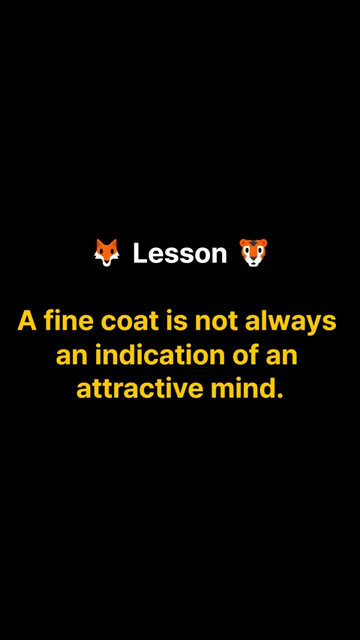 🦊 Lesson 🐯
A fine coat is not always
an indication of an
attractive mind.